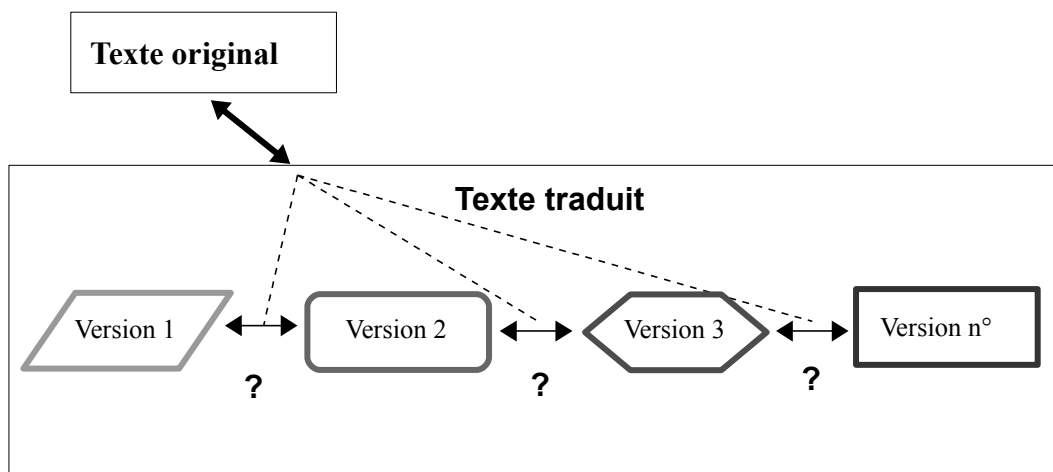 Texte original
Texte traduit
Version 1
Version 2
Version 3
Version n°
?
?
?